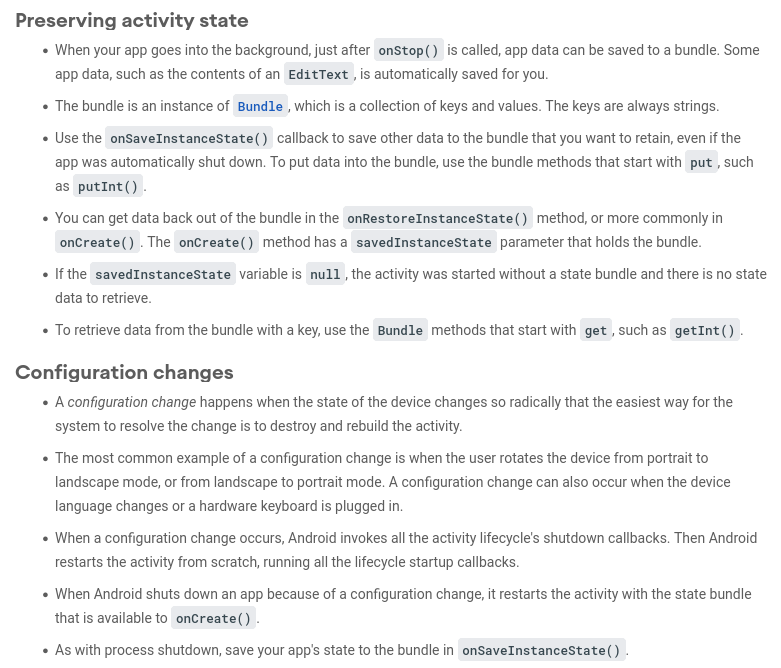 Preserving activity state
• When your app goes into the background, just after onStop() is called, app data can be saved to a bundle. Some
app data, such as the contents of an EditText, is automatically saved for you.
• The bundle is an instance of Bundle, which is a collection of keys and values. The keys are always strings.
• Use the onSaveInstanceState() callback to save other data to the bundle that you want to retain, even if the
app was automatically shut down. To put data into the bundle, use the bundle methods that start with put, such
as putInt().
• You can get data back out of the bundle in the onRestoreInstanceState() method, or more commonly in
onCreate(). The onCreate() method has a savedInstanceState parameter that holds the bundle.
• If the savedInstanceState variable is null, the activity was started without a state bundle and there is no state
data to retrieve.
• To retrieve data from the bundle with a key, use the Bundle methods that start with get, such as getInt().
Configuration changes
• A configuration change happens when the state of the device changes so radically that the easiest way for the
system to resolve the change is to destroy and rebuild the activity.
• The most common example of a configuration change is when the user rotates the device from portrait to
landscape mode, or from landscape to portrait mode. A configuration change can also occur when the device
language changes or a hardware keyboard is plugged in.
• When a configuration change occurs, Android invokes all the activity lifecycle's shutdown callbacks. Then Android
restarts the activity from scratch, running all the lifecycle startup callbacks.
• When Android shuts down an app because of a configuration change, it restarts the activity with the state bundle
that is available to onCreate().
• As with process shutdown, save your app's state to the bundle in onSaveInstanceState().